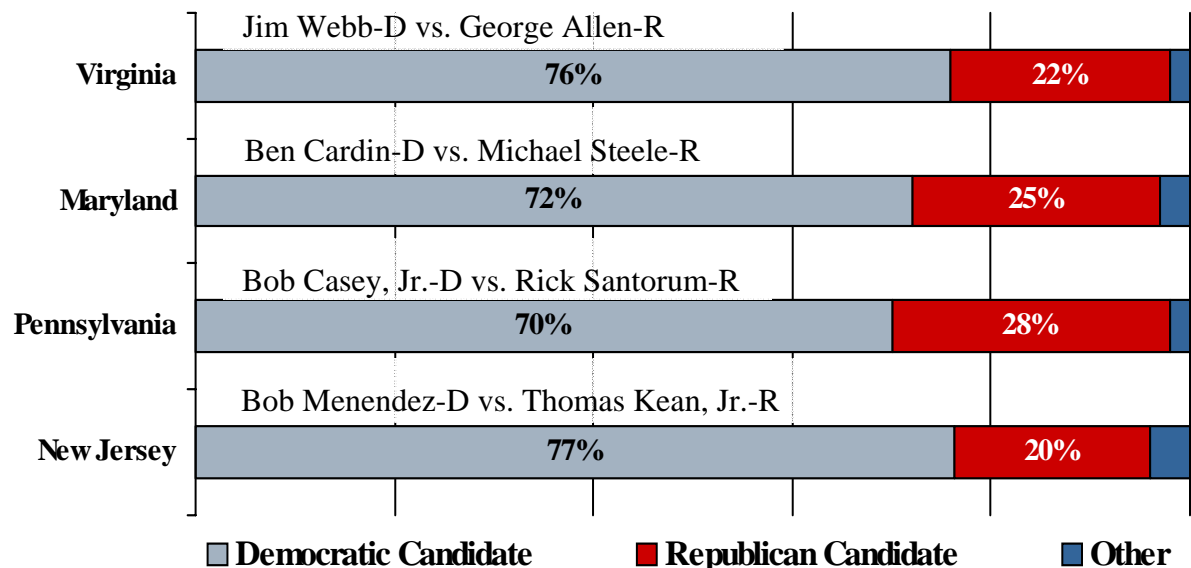 Jim Webb-D vs. George Allen-R
Virginia 76% 22%
Ben Cardin-D vs. Michael Steele-R
Maryland 72% 25%
Bob Casey, Jr.-D vs. Rick Santorum-R
Pennsylvania 70% 28%
Bob Menendez-D vs. Thomas Kean, Jr.-R
New Jersey 77% 20%
Democratic Candidate Republican Candidate Other